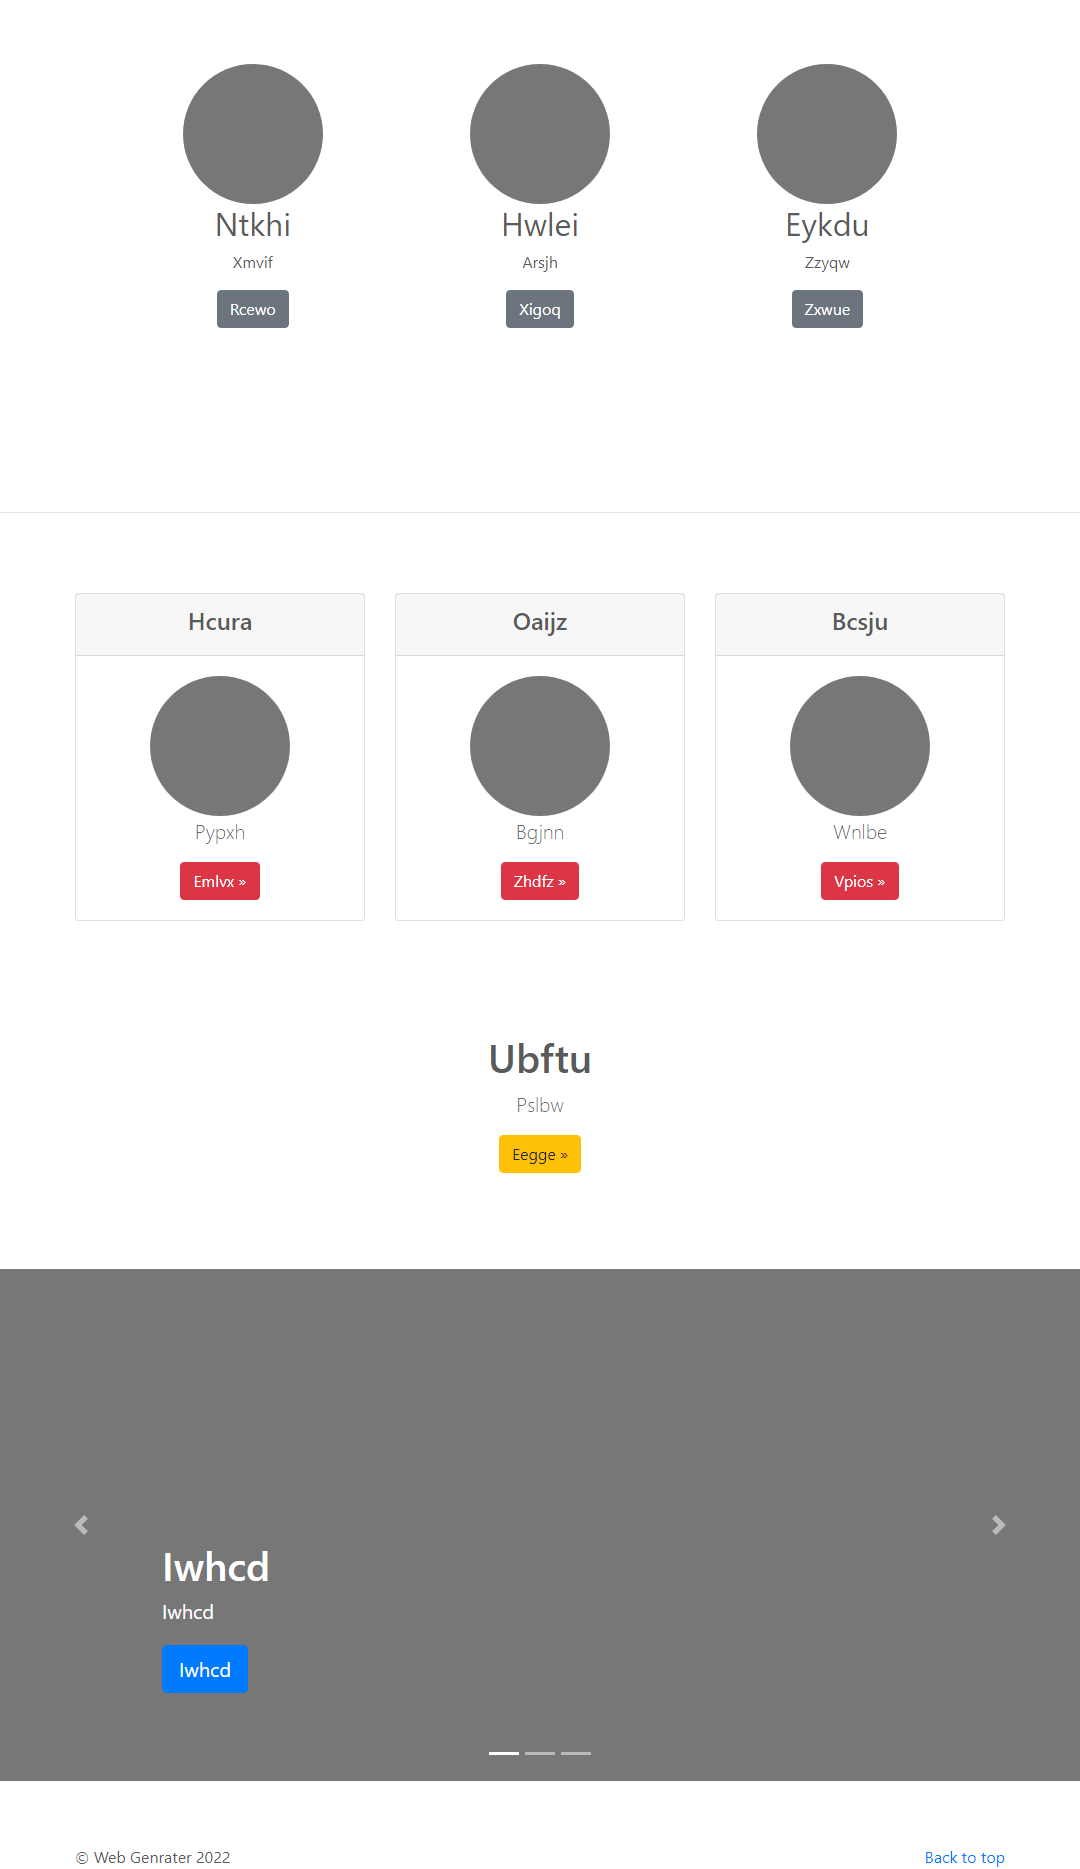 Ntkhi
Hwlei
Eykdu
Xmvif
Arsjh
Zzyqw
Rcewo
Xigoq
Zxwue
Hcura
Oaijz
Bcsju
Pypxh
Bgjnn
Wnlbe
Emlvx »
Zhdfz »
Vpios »
Ubftu
Pslbw
Eegge »
Iwhcd
Iwhcd
Iwhcd
© Web Genrater 2022
Back to top